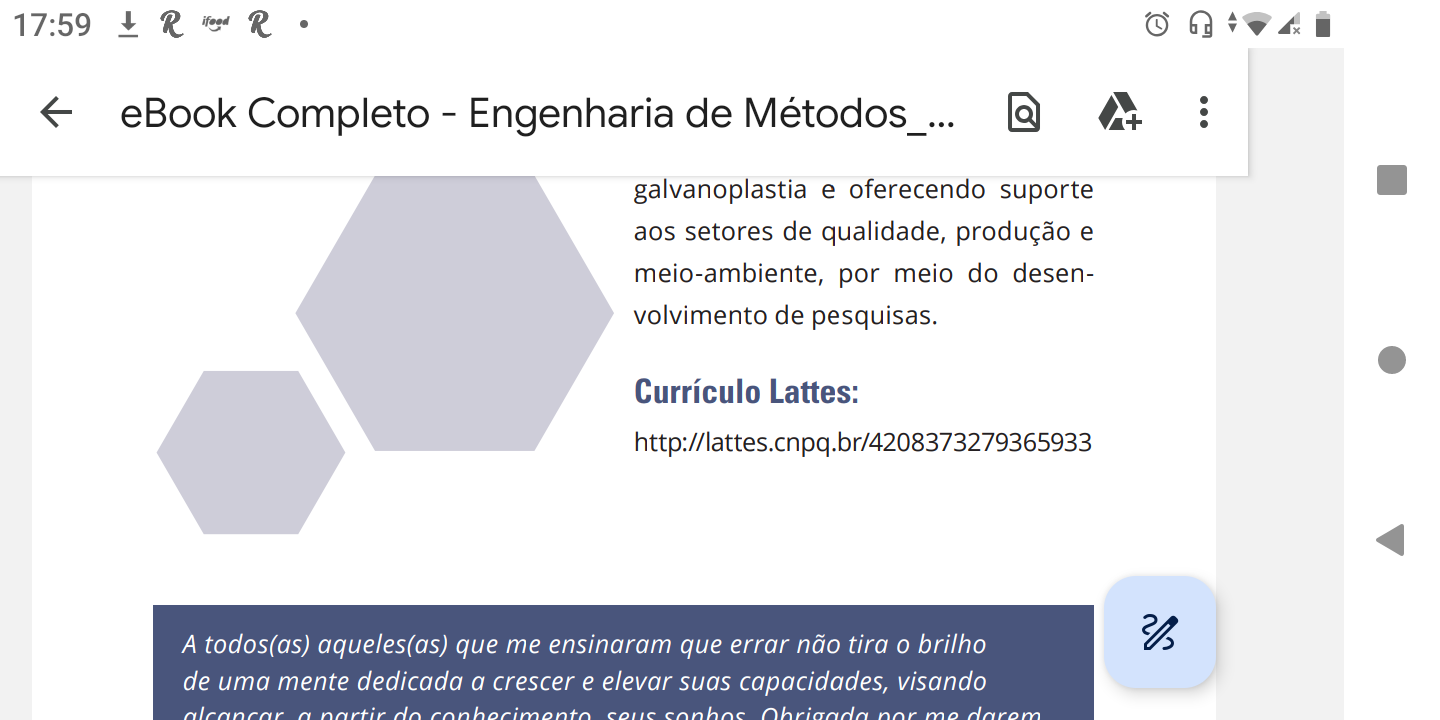 17:59
ifood
eBook Completo - Engenharia de Métodos_...
galvanoplastia e oferecendo suporte
aos setores de qualidade, produção e
meio-ambiente, por meio do desen-
volvimento de pesquisas.
Currículo Lattes:
http://lattes.cnpq.br/4208373279365933
A todos(as) aqueles(as) que me ensinaram que errar não tira o brilho
de uma mente dedicada a crescer e elevar suas capacidades, visando
alcançar, a partir do conhecimento, seus sonhos. Obrigada por me darem